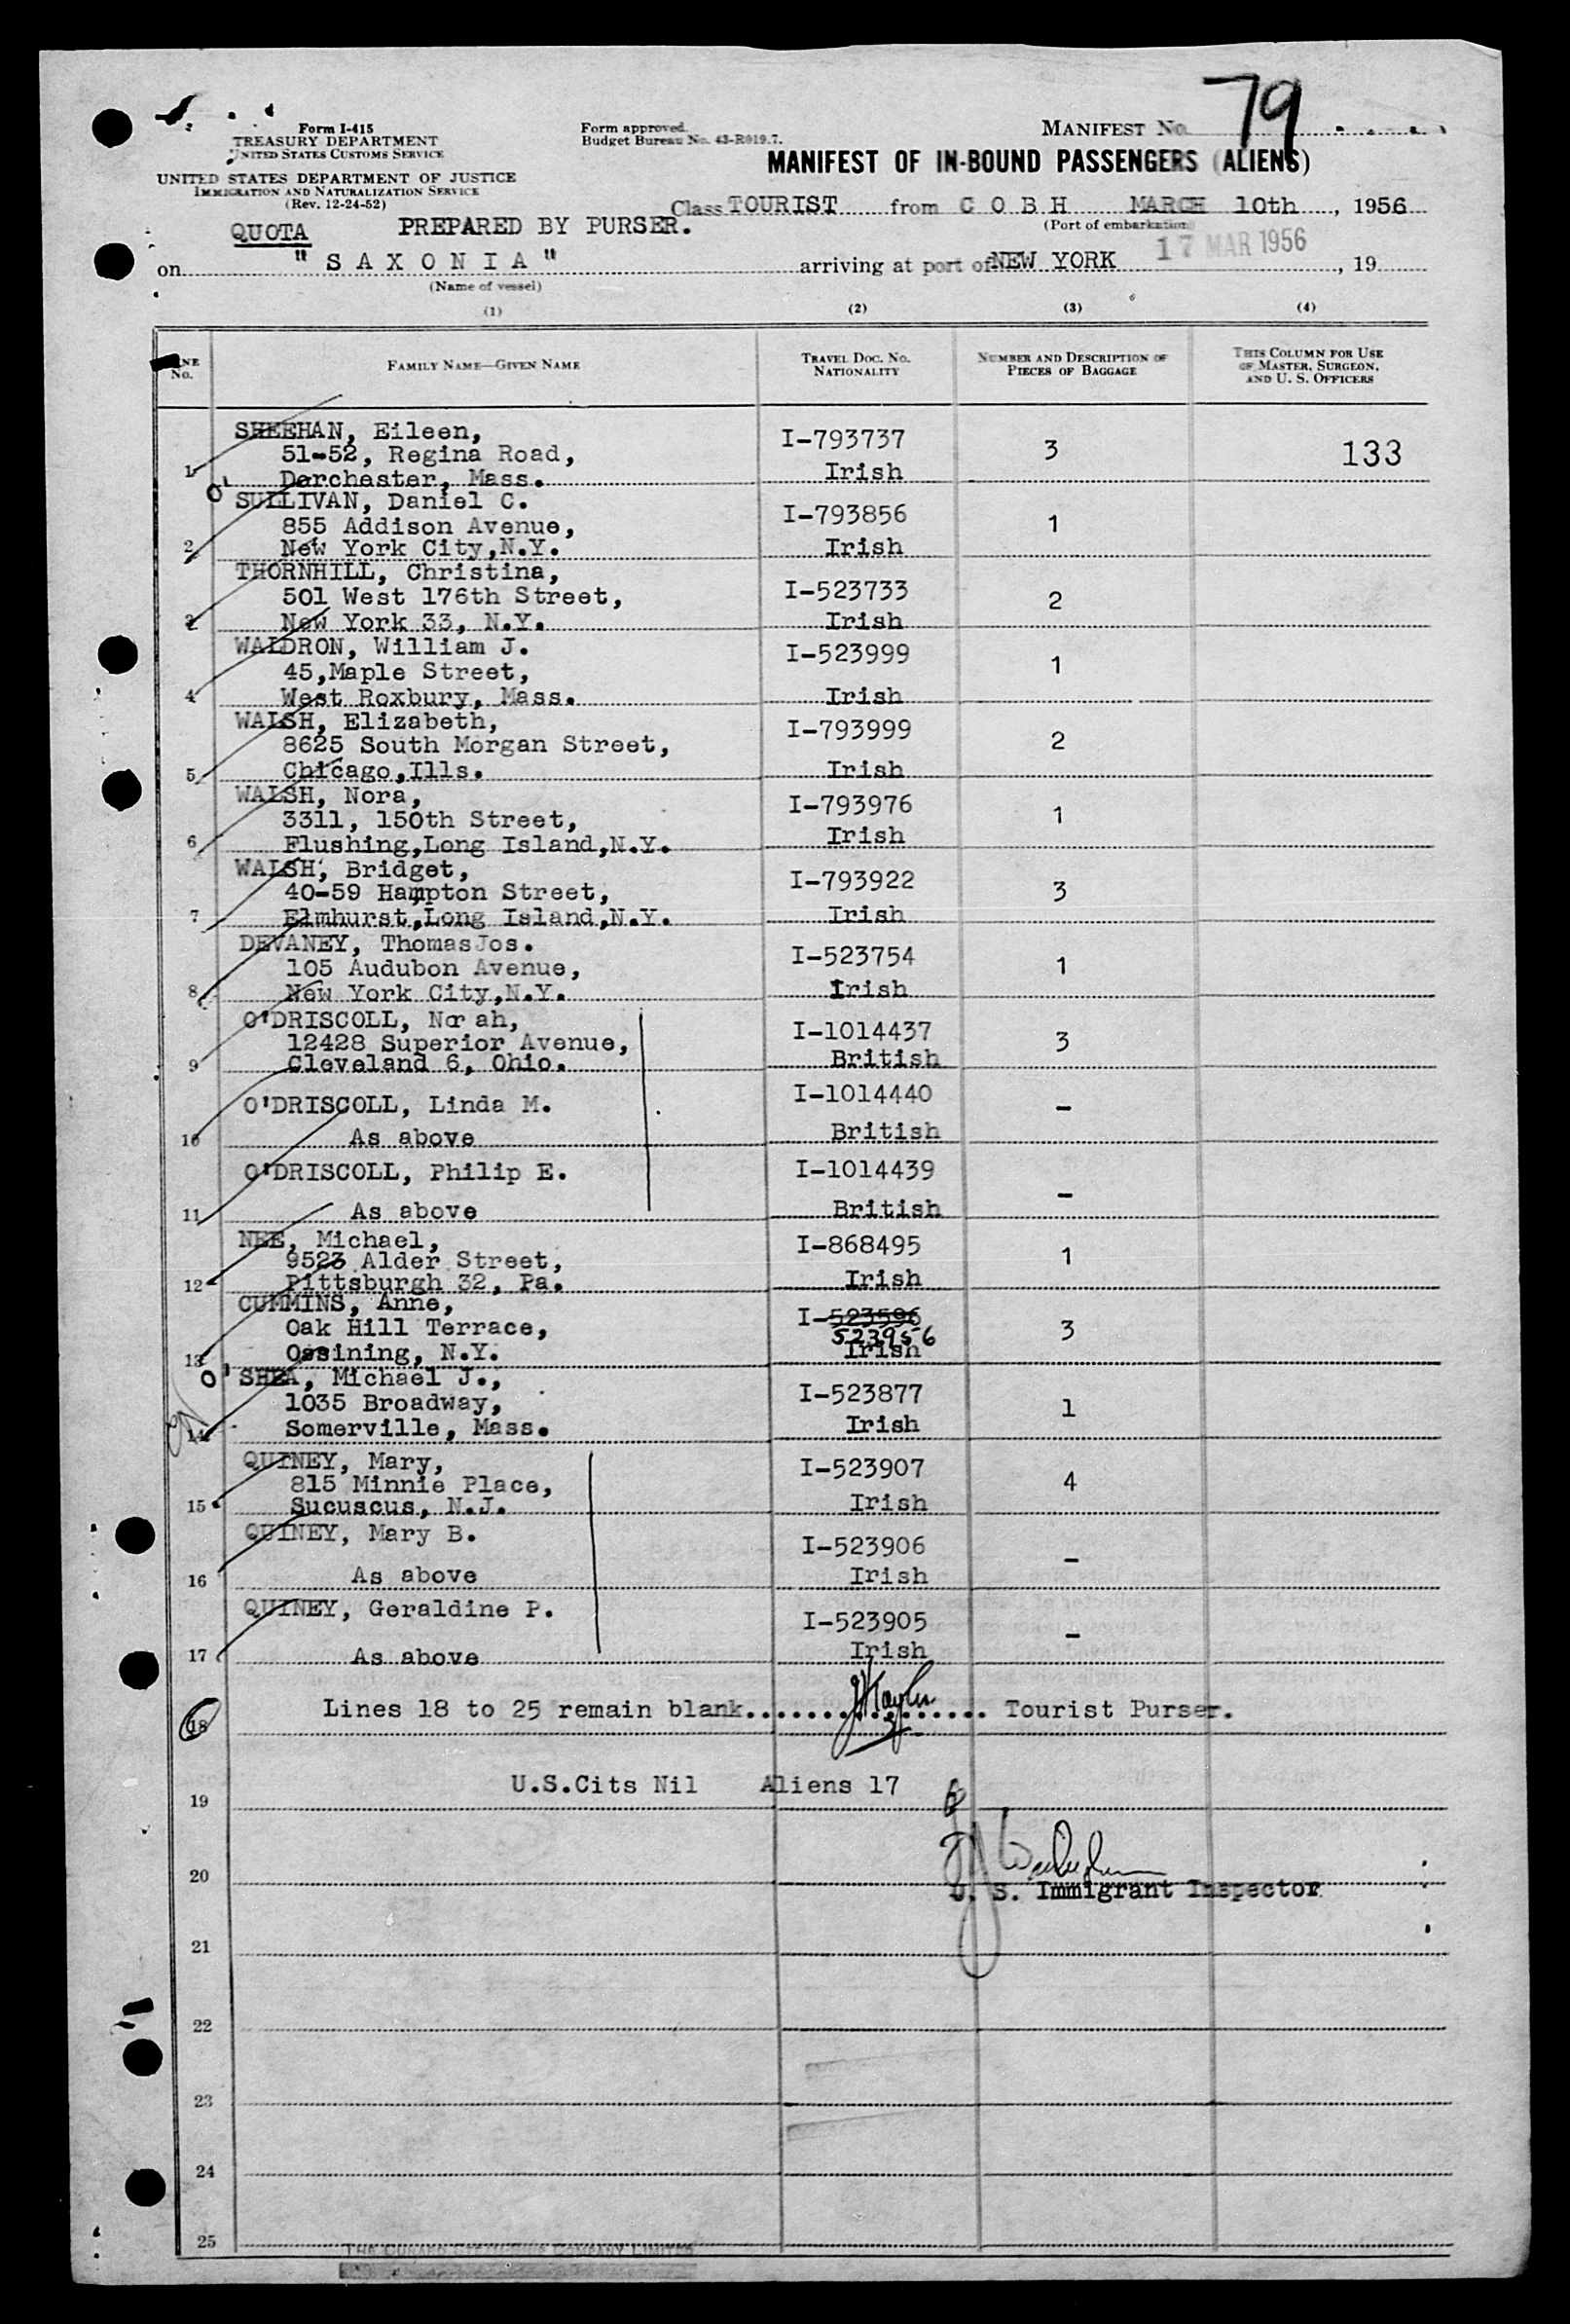 79
Form I-415
TREASURY DEPARTMENT
UNITED STATES CUSTOMS SERVICE
UNITED STATES DEPARTMENT OF JUSTICE
IMMIGRATION AND NATURALIZATION SERVICE
(Rev. 12-24-52)
Form approved.
Budget Bureau No. 43-R019.7.
MANIFEST No.
MANIFEST OF IN-BOUND PASSENGERS (ALIENS)
Class TOURIST from C O B H MARCH 10th, 1956
(Port of embarkation)
QUOTA PREPARED BY PURSER.
on "S A X O N I A" arriving at port of NEW YORK 17 MAR 1956, 19
(Name of vessel)
(1) (2) (3) (4)
LINE No. FAMILY NAME—GIVEN NAME TRAVEL DOC. NO. NATIONALITY NUMBER AND DESCRIPTION OF PIECES OF BAGGAGE THIS COLUMN FOR USE OF MASTER, SURGEON, AND U. S. OFFICERS
SHEEHAN, Eileen, I-793737 3 133
51-52, Regina Road,
1 Dorchester, Mass. Irish
O' SULLIVAN, Daniel C. I-793856 1
855 Addison Avenue,
2 New York City,N.Y. Irish
THORNHILL, Christina, I-523733 2
501 West 176th Street,
3 New York 33, N.Y. Irish
WALDRON, William J. I-523999 1
45,Maple Street,
4 West Roxbury, Mass. Irish
WALSH, Elizabeth, I-793999 2
8625 South Morgan Street,
5 Chicago,Ills. Irish
WALSH, Nora, I-793976 1
3311, 150th Street,
6 Flushing,Long Island,N.Y. Irish
WALSH, Bridget, I-793922 3
40-59 Hampton Street,
7 Elmhurst,Long Island,N.Y. Irish
DEVANEY, Thomas Jos. I-523754 1
105 Audubon Avenue,
8 New York City,N.Y. Irish
O'DRISCOLL, Norah, I-1014437 3
12428 Superior Avenue,
9 Cleveland 6, Ohio. British
O'DRISCOLL, Linda M. I-1014440 -
10 As above British
O'DRISCOLL, Philip E. I-1014439 -
11 As above British
NEE, Michael, I-868495 1
9523 Alder Street,
12 Pittsburgh 32, Pa. Irish
CUMMINS, Anne, I-523596 3
Oak Hill Terrace, 523956
13 Ossining, N.Y. Irish
O' SHEA, Michael J., I-523877 1
1035 Broadway,
14 Somerville, Mass. Irish
QUINEY, Mary, I-523907 4
815 Minnie Place,
15 Sucuscus, N.J. Irish
QUINEY, Mary B. I-523906 -
16 As above Irish
QUINEY, Geraldine P. I-523905 -
17 As above Irish
18 Lines 18 to 25 remain blank.................. Tourist Purser.
19 U.S.Cits Nil Aliens 17
20
U. S. Immigrant Inspector
21
22
23
24
25
THE CUNARD STEAMSHIP COMPANY LIMITED